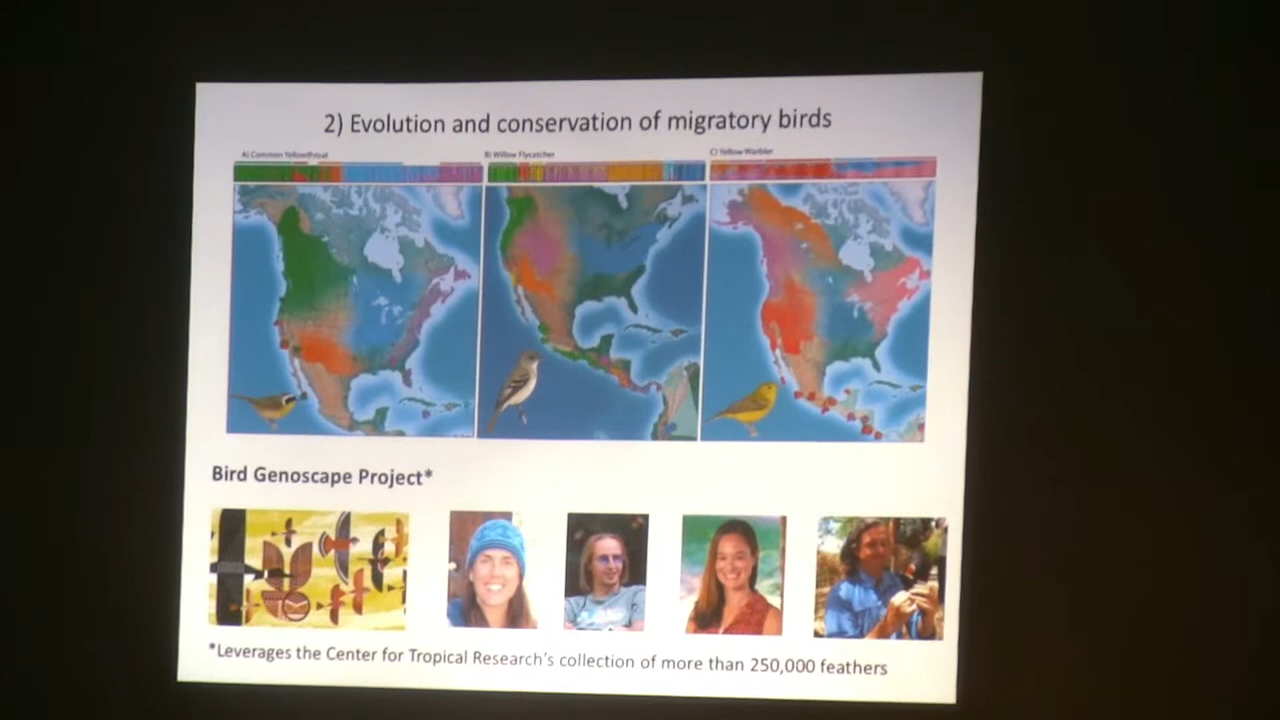 2) Evolution and conservation of migratory birds
A) Common Yellowthroat
B) Willow Flycatcher
C) Yellow Warbler
Bird Genoscape Project*
*Leverages the Center for Tropical Research's collection of more than 250,000 feathers